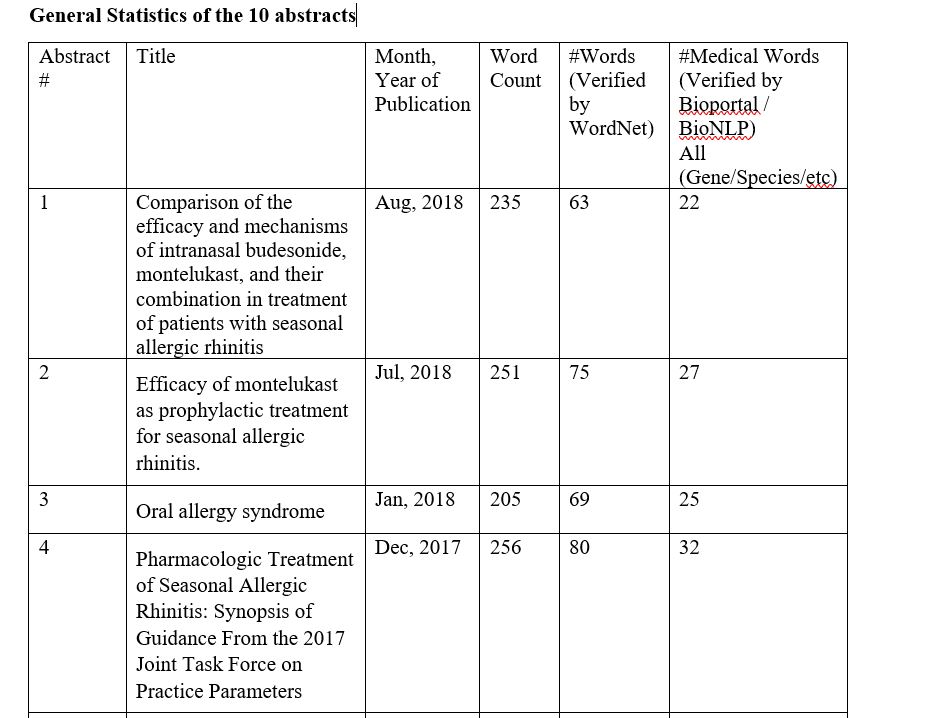 General Statistics of the 10 abstracts
Abstract #
Title
Month, Year of Publication
Word Count
#Words (Verified by WordNet)
#Medical Words (Verified by Bioportal / BioNLP) All (Gene/Species/etc)
1
Comparison of the
efficacy and mechanisms
of intranasal budesonide,
montelukast, and their
combination in treatment
of patients with seasonal
allergic rhinitis
Aug, 2018
235
63
22
2
Efficacy of montelukast
as prophylactic treatment
for seasonal allergic
rhinitis.
Jul, 2018
251
75
27
3
Oral allergy syndrome
Jan, 2018
205
69
25
4
Pharmacologic Treatment
of Seasonal Allergic
Rhinitis: Synopsis of
Guidance From the 2017
Joint Task Force on
Practice Parameters
Dec, 2017
256
80
32